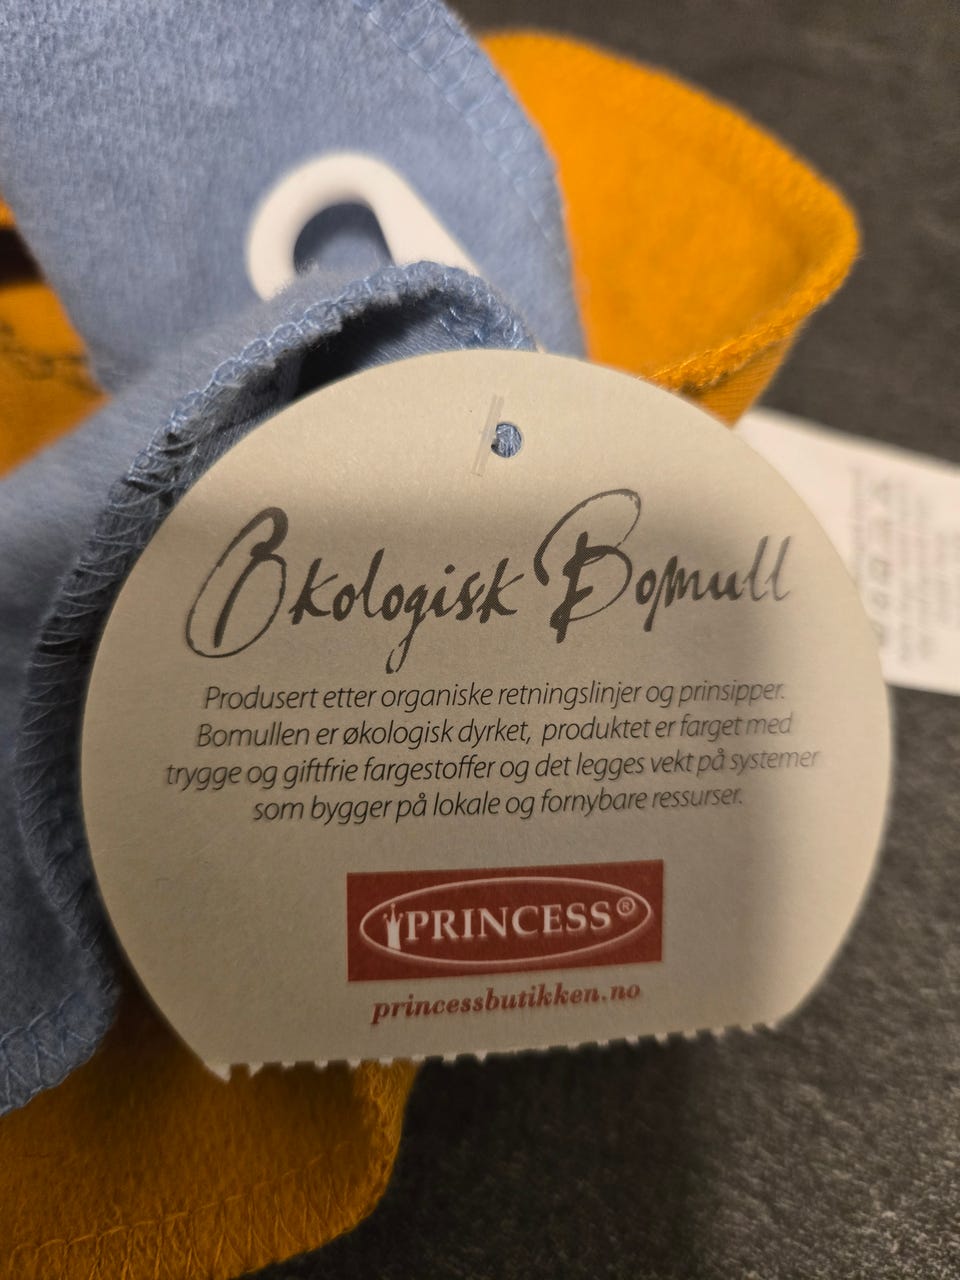 Økologisk Bomull
Produsert etter organiske retningslinjer og prinsipper.
Bomullen er økologisk dyrket, produktet er farget med
trygge og giftfrie fargestoffer og det legges vekt på systemer
som bygger på lokale og fornybare ressurser.
PRINCESS®
princessbutikken.no